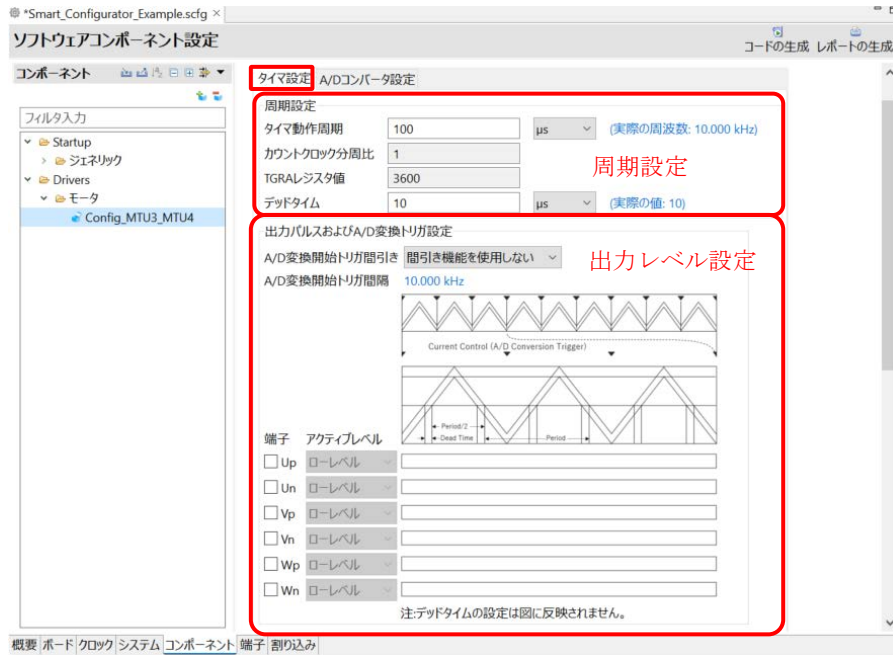 *Smart_Configurator_Example.scfg ×
ソフトウェアコンポーネント設定
コードの生成 レポートの生成
コンポーネント
フィルタ入力
Startup
ジェネリック
Drivers
モータ
Config_MTU3_MTU4
タイマ設定 A/Dコンバータ設定
周期設定
タイマ動作周期 100 μs (実際の周波数: 10.000 kHz)
カウントクロック分周比 1
周期設定
TGRAレジスタ値 3600
デッドタイム 10 μs (実際の値: 10)
出力パルスおよびA/D変換トリガ設定
A/D変換開始トリガ間引き 間引き機能を使用しない
出力レベル設定
A/D変換開始トリガ間隔 10.000 kHz
Current Control (A/D Conversion Trigger)
Period/2
Dead Time Period
端子 アクティブレベル
Up ローレベル
Un ローレベル
Vp ローレベル
Vn ローレベル
Wp ローレベル
Wn ローレベル
注:デッドタイムの設定は図に反映されません。
概要 ボード クロック システム コンポーネント 端子 割り込み